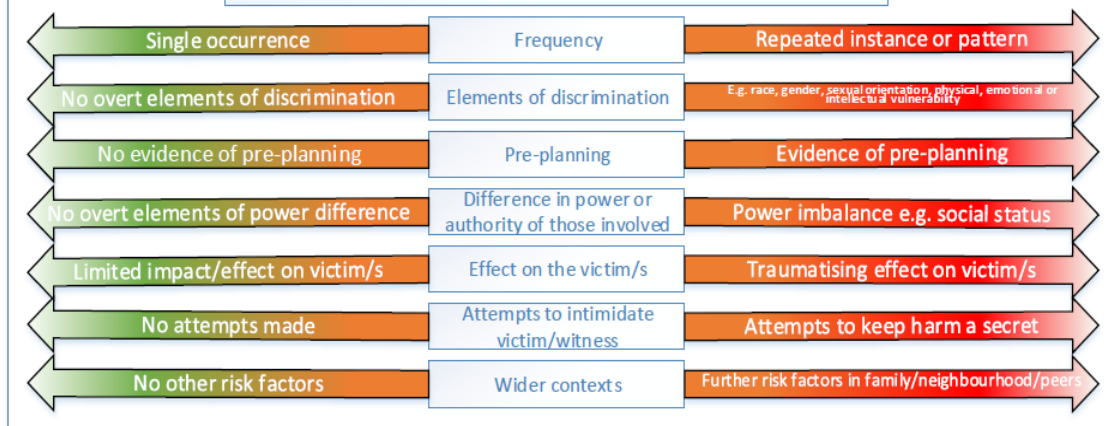 Single occurrence
Frequency
Repeated instance or pattern
No overt elements of discrimination
Elements of discrimination
E.g. race, gender, sexual orientation, physical, emotional or
intellectual vulnerability
No evidence of pre-planning
Pre-planning
Evidence of pre-planning
No overt elements of power difference
Difference in power or
authority of those involved
Power imbalance e.g. social status
Limited impact/effect on victim/s
Effect on the victim/s
Traumatising effect on victim/s
No attempts made
Attempts to intimidate
victim/witness
Attempts to keep harm a secret
No other risk factors
Wider contexts
Further risk factors in family/neighbourhood/peers